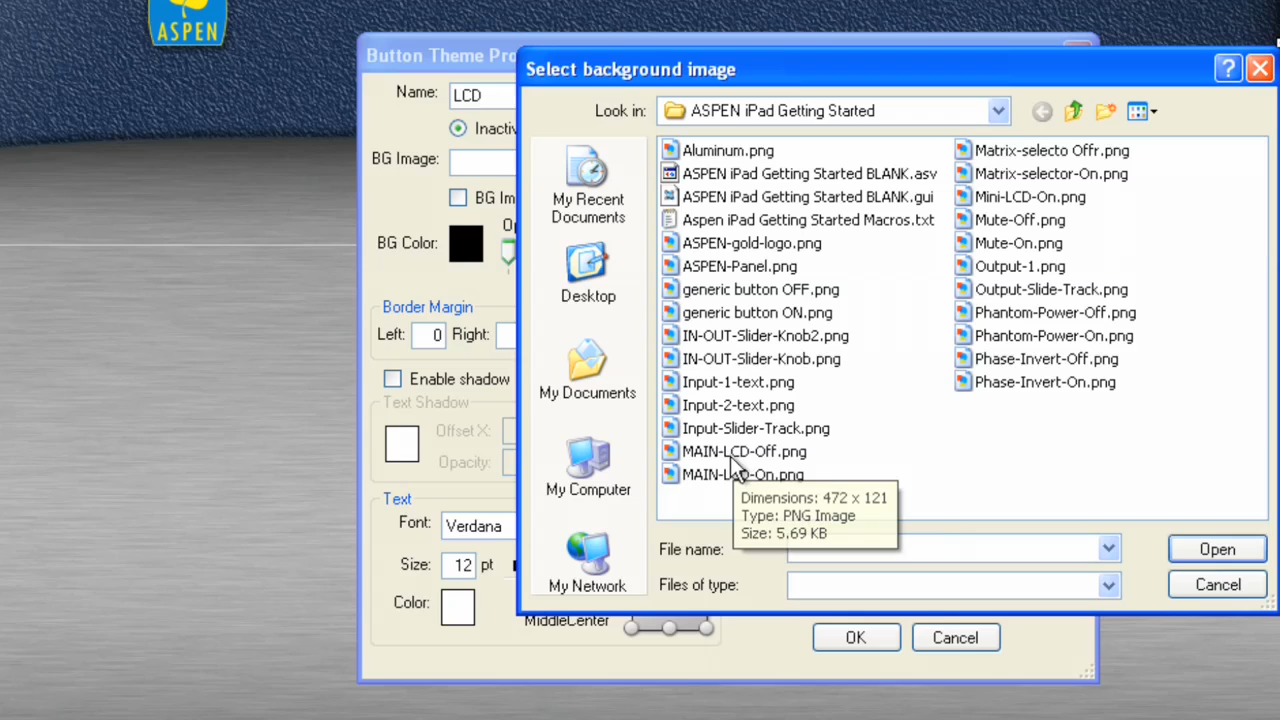 ASPEN
Button Theme Pro
Name:
LCD
Inactiv
BG Image:
BG Im
BG Color:
Op
Border Margin
Left:
0
Right:
Enable shadow
Text Shadow
Offset X:
Opacity:
Text
Font:
Verdana
Size:
12
pt
Color:
MiddleCenter
OK
Cancel
Select background image
Look in:
ASPEN iPad Getting Started
My Recent
Documents
Desktop
My Documents
My Computer
My Network
Aluminum.png
ASPEN iPad Getting Started BLANK.asv
ASPEN iPad Getting Started BLANK.gui
Aspen iPad Getting Started Macros.txt
ASPEN-gold-logo.png
ASPEN-Panel.png
generic button OFF.png
generic button ON.png
IN-OUT-Slider-Knob2.png
IN-OUT-Slider-Knob.png
Input-1-text.png
Input-2-text.png
Input-Slider-Track.png
MAIN-LCD-Off.png
MAIN-LCD-On.png
Matrix-selecto Offr.png
Matrix-selector-On.png
Mini-LCD-On.png
Mute-Off.png
Mute-On.png
Output-1.png
Output-Slide-Track.png
Phantom-Power-Off.png
Phantom-Power-On.png
Phase-Invert-Off.png
Phase-Invert-On.png
Dimensions: 472 x 121
Type: PNG Image
Size: 5.69 KB
File name:
Open
Files of type:
Cancel